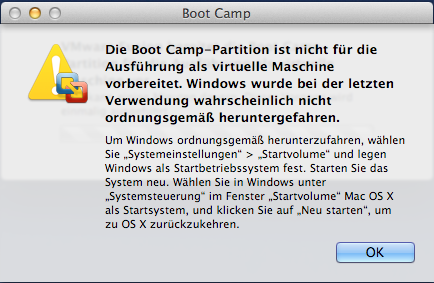 Boot Camp
Die Boot Camp-Partition ist nicht für die
Ausführung als virtuelle Maschine
vorbereitet. Windows wurde bei der letzten
Verwendung wahrscheinlich nicht
ordnungsgemäß heruntergefahren.
Um Windows ordnungsgemäß herunterzufahren, wählen
Sie „Systemeinstellungen“ > „Startvolume“ und legen
Windows als Startbetriebssystem fest. Starten Sie das
System neu. Wählen Sie in Windows unter
„Systemsteuerung“ im Fenster „Startvolume“ Mac OS X
als Startsystem, und klicken Sie auf „Neu starten“, um
zu OS X zurückzukehren.
OK